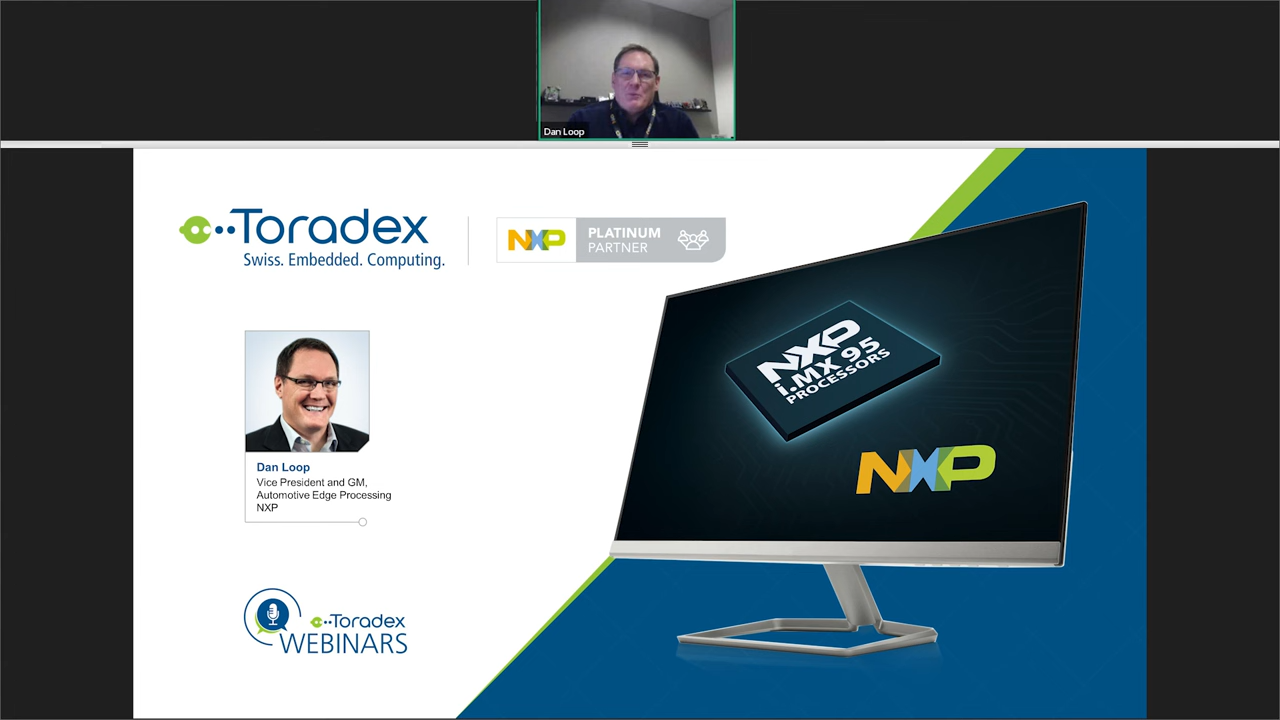 Dan Loop
Toradex
Swiss. Embedded. Computing.
NXP
PLATINUM
PARTNER
NXP
i.MX 95
PROCESSORS
NXP
Dan Loop
Vice President and GM,
Automotive Edge Processing
NXP
Toradex
WEBINARS